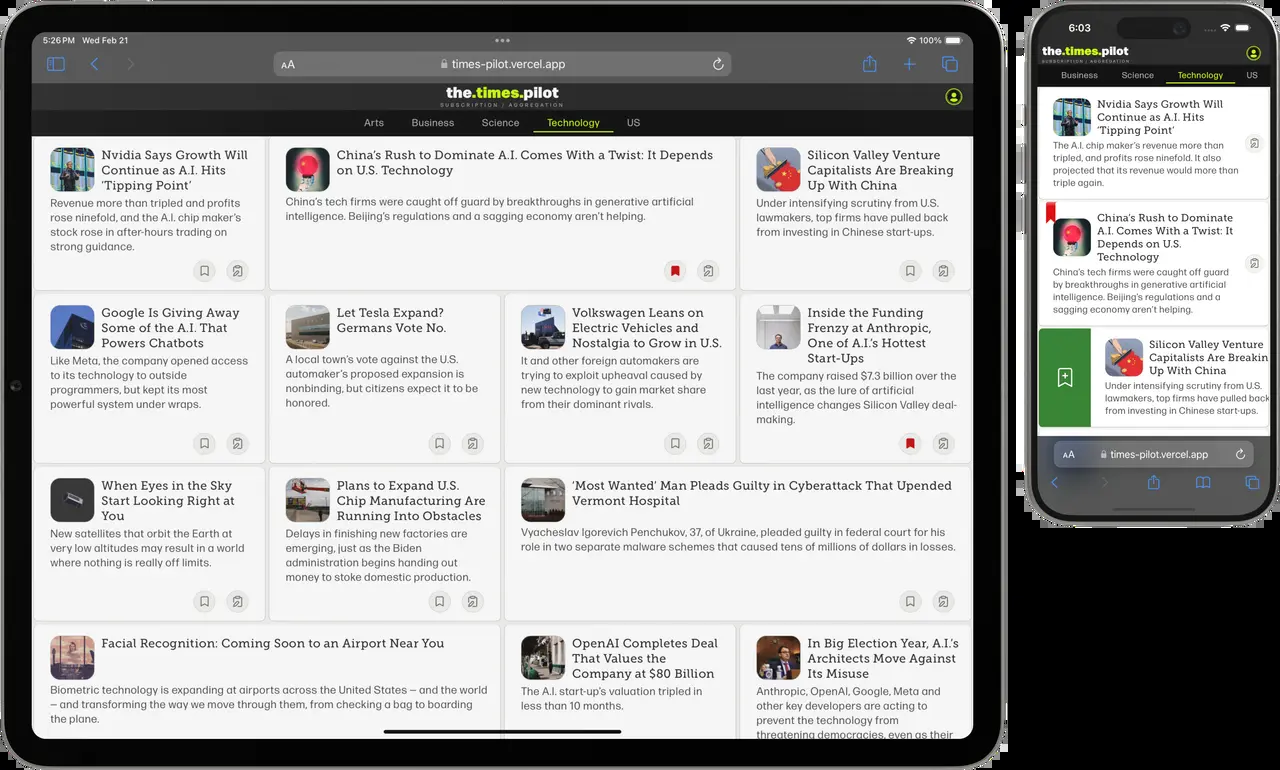 5:26 PM Wed Feb 21
100%
AA
times-pilot.vercel.app
the.times.pilot
SUBSCRIPTION | AGGREGATION
Arts Business Science Technology US
Nvidia Says Growth Will
Continue as A.I. Hits
‘Tipping Point’
Revenue more than tripled and profits
rose ninefold, and the A.I. chip maker’s
stock rose in after-hours trading on
strong guidance.
China’s Rush to Dominate A.I. Comes With a Twist: It Depends
on U.S. Technology
China’s tech firms were caught off guard by breakthroughs in generative artificial
intelligence. Beijing’s regulations and a sagging economy aren’t helping.
Silicon Valley Venture
Capitalists Are Breaking
Up With China
Under intensifying scrutiny from U.S.
lawmakers, top firms have pulled back
from investing in Chinese start-ups.
Google Is Giving Away
Some of the A.I. That
Powers Chatbots
Like Meta, the company opened access
to its technology to outside
programmers, but kept its most
powerful system under wraps.
Let Tesla Expand?
Germans Vote No.
A local town’s vote against the U.S.
automaker’s proposed expansion is
nonbinding, but citizens expect it to be
honored.
Volkswagen Leans on
Electric Vehicles and
Nostalgia to Grow in U.S.
It and other foreign automakers are
trying to exploit upheaval caused by
new technology to gain market share
from their dominant rivals.
Inside the Funding
Frenzy at Anthropic,
One of A.I.’s Hottest
Start-Ups
The company raised $7.3 billion over the
last year, as the lure of artificial
intelligence changes Silicon Valley deal-
making.
When Eyes in the Sky
Start Looking Right at
You
New satellites that orbit the Earth at
very low altitudes may result in a world
where nothing is really off limits.
Plans to Expand U.S.
Chip Manufacturing Are
Running Into Obstacles
Delays in finishing new factories are
emerging, just as the Biden
administration begins handing out
money to stoke domestic production.
‘Most Wanted’ Man Pleads Guilty in Cyberattack That Upended
Vermont Hospital
Vyacheslav Igorevich Penchukov, 37, of Ukraine, pleaded guilty in federal court for his
role in two separate malware schemes that caused tens of millions of dollars in losses.
Facial Recognition: Coming Soon to an Airport Near You
Biometric technology is expanding at airports across the United States — and the world
— and transforming the way we move through them, from checking a bag to boarding
the plane.
OpenAI Completes Deal
That Values the
Company at $80 Billion
The A.I. start-up’s valuation tripled in
less than 10 months.
In Big Election Year, A.I.’s
Architects Move Against
Its Misuse
Anthropic, OpenAI, Google, Meta and
other key developers are acting to
prevent the technology from
threatening democracies, even as their
6:03
the.times.pilot
SUBSCRIPTION | AGGREGATION
Business Science Technology US
Nvidia Says Growth Will
Continue as A.I. Hits
‘Tipping Point’
The A.I. chip maker’s revenue more than
tripled, and profits rose ninefold. It also
projected that its revenue would more than
triple again.
China’s Rush to Dominate
A.I. Comes With a Twist: It
Depends on U.S.
Technology
China’s tech firms were caught off guard
by breakthroughs in generative artificial
intelligence. Beijing’s regulations and a
sagging economy aren’t helping.
Silicon Valley Venture
Capitalists Are Breakin
Up With China
Under intensifying scrutiny from U.S.
lawmakers, top firms have pulled back
from investing in Chinese start-ups.
AA
times-pilot.vercel.app